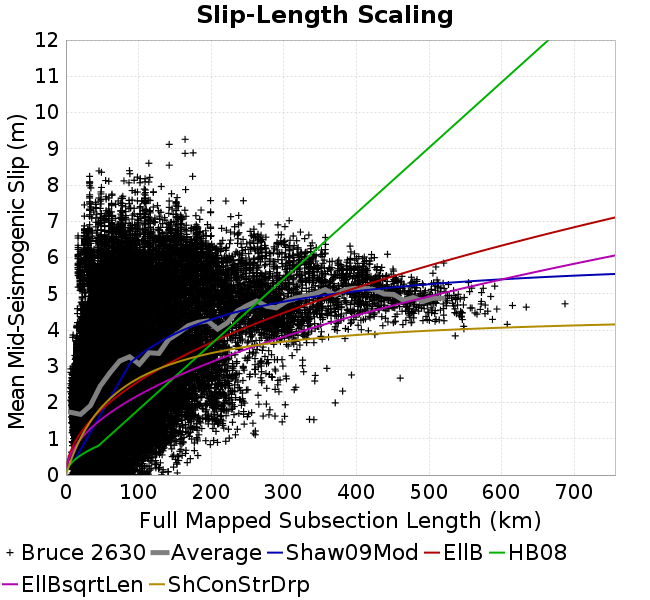 Slip-Length Scaling
Mean Mid-Seismogenic Slip (m)
12
11
10
9
8
7
6
5
4
3
2
1
0
0 100 200 300 400 500 600 700
Full Mapped Subsection Length (km)
Bruce 2630 Average Shaw09Mod EllB HB08
EllBsqrtLen ShConStrDrp